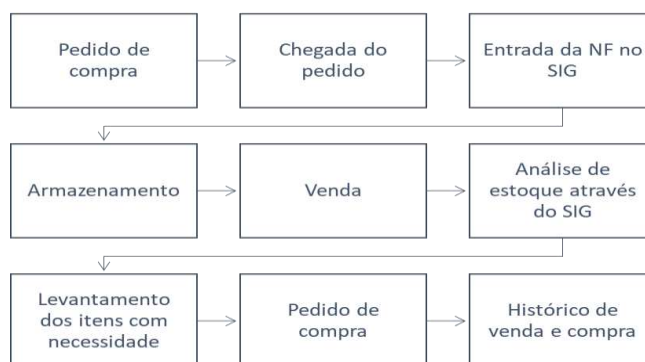 Pedido de
compra
Chegada do
pedido
Entrada da NF no
SIG
Armazenamento
Venda
Análise de
estoque através
do SIG
Levantamento
dos itens com
necessidade
Pedido de
compra
Histórico de
venda e compra